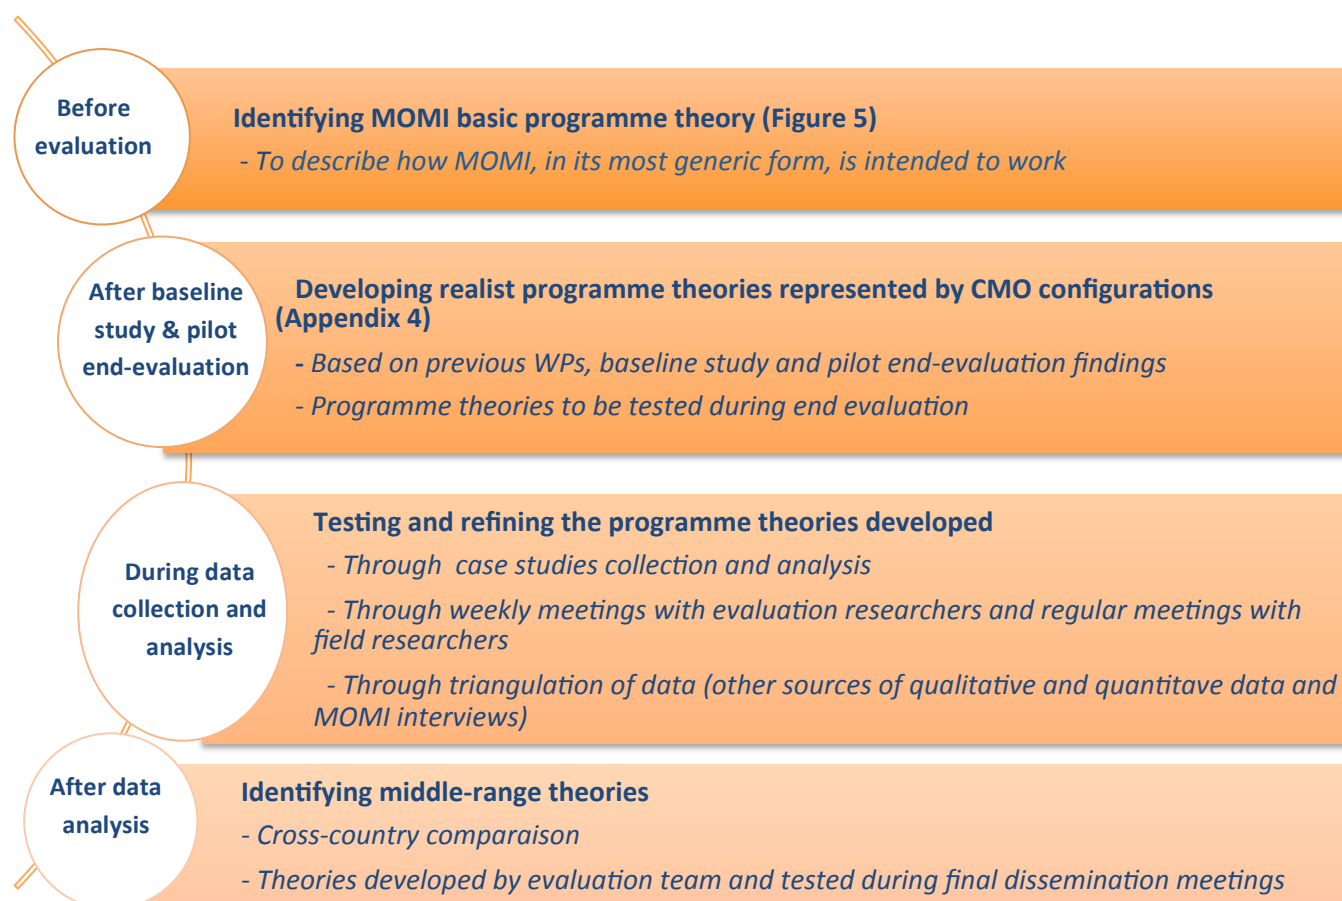 Before
evaluation
Identifying MOMI basic programme theory (Figure 5)
- To describe how MOMI, in its most generic form, is intended to work
After baseline
study & pilot
end-evaluation
Developing realist programme theories represented by CMO configurations
(Appendix 4)
- Based on previous WPs, baseline study and pilot end-evaluation findings
- Programme theories to be tested during end evaluation
During data
collection and
analysis
Testing and refining the programme theories developed
- Through case studies collection and analysis
- Through weekly meetings with evaluation researchers and regular meetings with
field researchers
- Through triangulation of data (other sources of qualitative and quantitave data and
MOMI interviews)
After data
analysis
Identifying middle-range theories
- Cross-country comparaison
- Theories developed by evaluation team and tested during final dissemination meetings